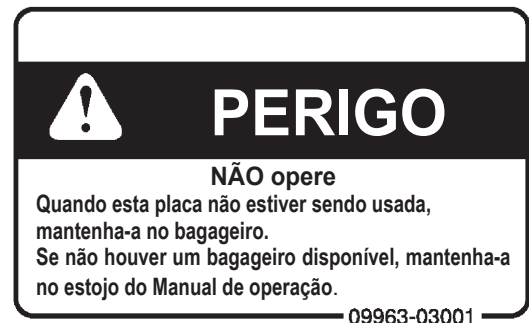 PERIGO
NÃO opere
Quando esta placa não estiver sendo usada,
mantenha-a no bagageiro.
Se não houver um bagageiro disponível, mantenha-a
no estojo do Manual de operação.
09963-03001